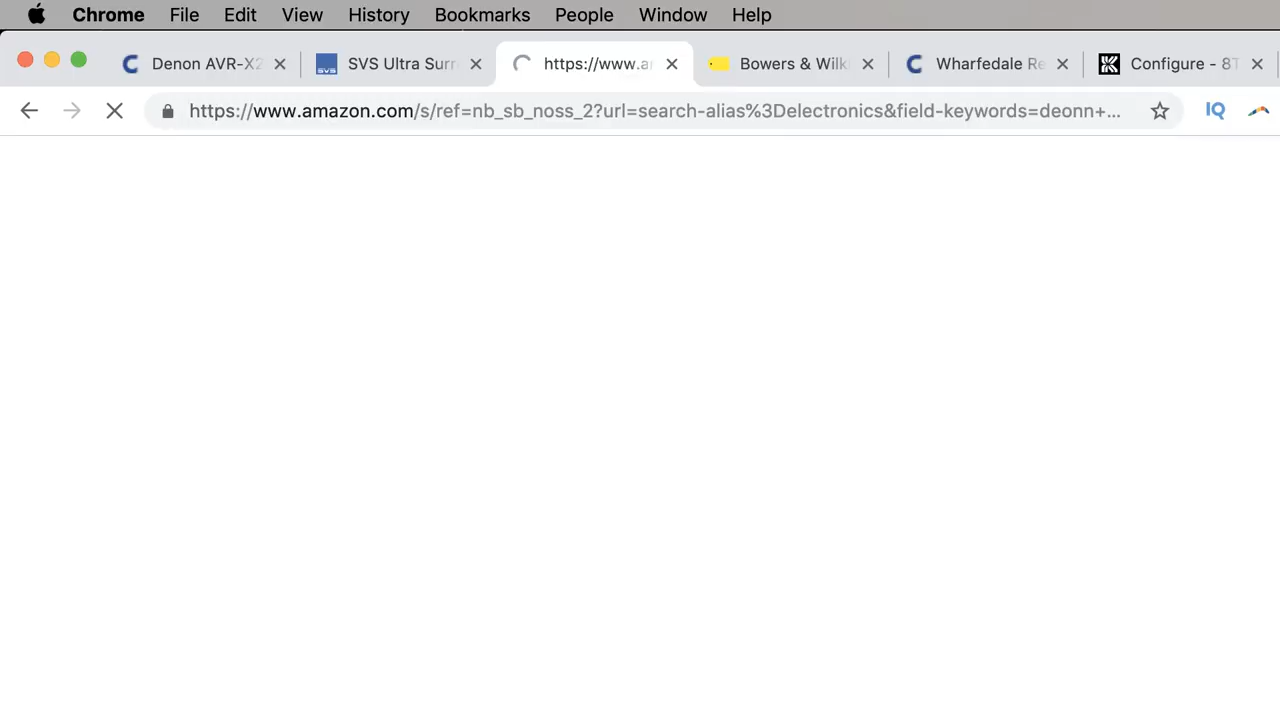 Chrome File Edit View History Bookmarks People Window Help
Denon AVR-X2 SVS Ultra Surr https://www.a Bowers & Wilk Wharfedale Re Configure - 8T
https://www.amazon.com/s/ref=nb_sb_noss_2?url=search-alias%3Delectronics&field-keywords=deonn+... IQ